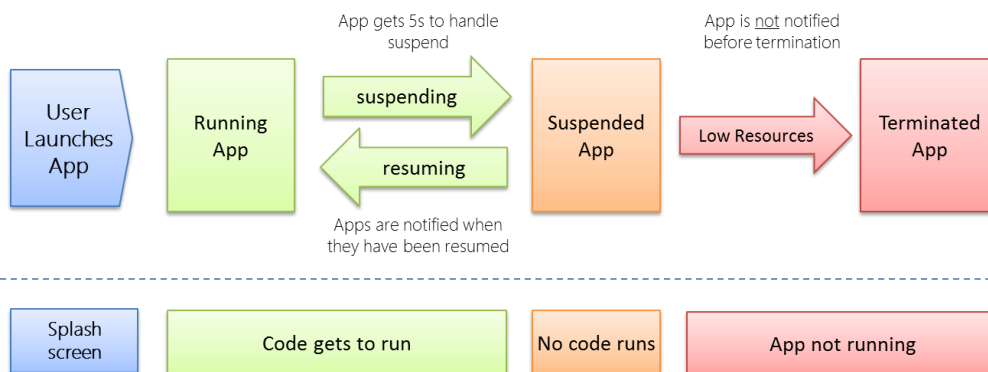 App gets 5s to handle
suspend
App is not notified
before termination
User
Launches
App
Running
App
suspending
resuming
Suspended
App
Low Resources
Terminated
App
Apps are notified when
they have been resumed
Splash
screen
Code gets to run
No code runs
App not running